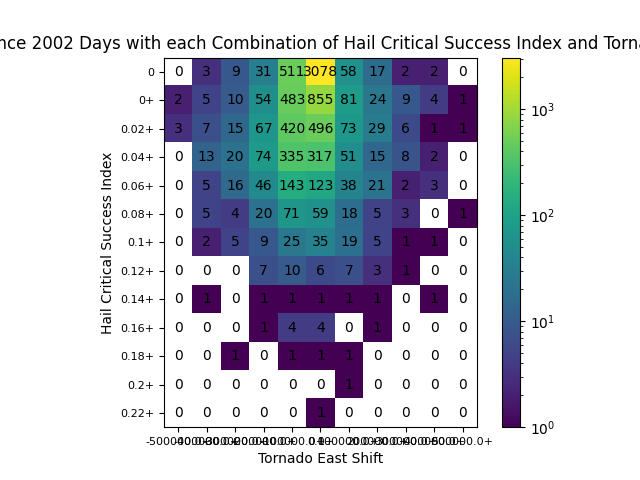 nce 2002 Days with each Combination of Hail Critical Success Index and Torna
0 0 3 9 31 511 3078 58 17 2 2 0
0+ 2 5 10 54 483 855 81 24 9 4 1
0.02+ 3 7 15 67 420 496 73 29 6 1 1
0.04+ 0 13 20 74 335 317 51 15 8 2 0
0.06+ 0 5 16 46 143 123 38 21 2 3 0
0.08+ 0 5 4 20 71 59 18 5 3 0 1
0.1+ 0 2 5 9 25 35 19 5 1 1 0
0.12+ 0 0 0 7 10 6 7 3 1 0 0
0.14+ 0 1 0 1 1 1 1 1 0 1 0
0.16+ 0 0 0 1 4 4 0 1 0 0 0
0.18+ 0 0 1 0 1 1 1 0 0 0 0
0.2+ 0 0 0 0 0 0 1 0 0 0 0
0.22+ 0 0 0 0 0 1 0 0 0 0 0
Tornado East Shift
Hail Critical Success Index
10³
10²
10¹
10⁰